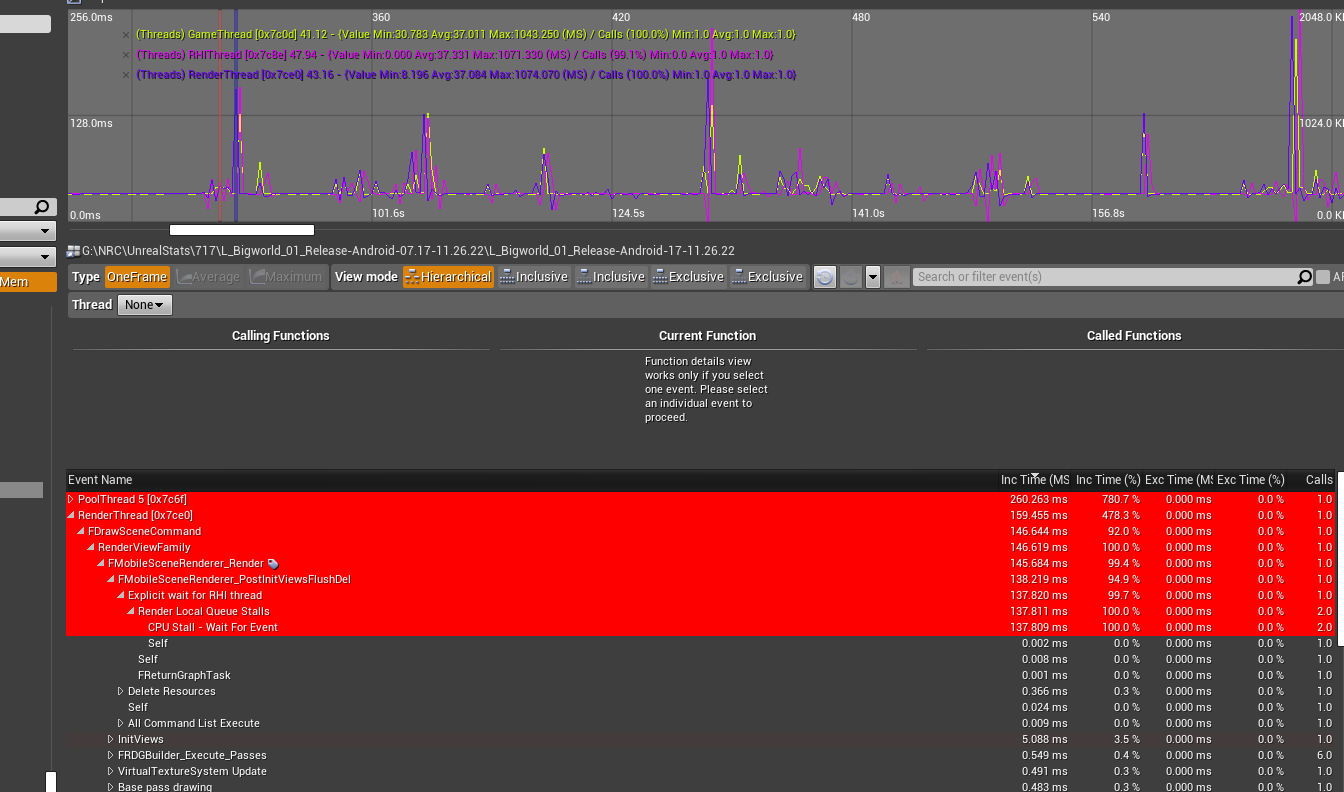 256.0ms 360 420 480 540 2048.0 K
× (Threads) GameThread [0x7c0d] 41.12 - {Value Min:30.783 Avg:37.011 Max:1043.250 (MS) / Calls (100.0%) Min:1.0 Avg:1.0 Max:1.0}
× (Threads) RHIThread [0x7c8e] 47.94 - {Value Min:0.000 Avg:37.331 Max:1071.330 (MS) / Calls (99.1%) Min:0.0 Avg:1.0 Max:1.0}
× (Threads) RenderThread [0x7ce0] 43.16 - {Value Min:8.196 Avg:37.084 Max:1074.070 (MS) / Calls (100.0%) Min:1.0 Avg:1.0 Max:1.0}
128.0ms 1024.0 K
0.0ms 101.6s 124.5s 141.0s 156.8s 0.0 K
G:\NRC\UnrealStats\717\L_Bigworld_01_Release-Android-07.17-11.26.22\L_Bigworld_01_Release-Android-17-11.26.22
Mem Type OneFrame Average Maximum View mode Hierarchical Inclusive Inclusive Exclusive Exclusive Search or filter event(s)
Thread None
Calling Functions Current Function Called Functions
Function details view
works only if you select
one event. Please select
an individual event to
proceed.
Event Name Inc Time (MS Inc Time (%) Exc Time (MS Exc Time (%) Calls
PoolThread 5 [0x7c6f] 260.263 ms 780.7 % 0.000 ms 0.0 % 1.0
RenderThread [0x7ce0] 159.455 ms 478.3 % 0.000 ms 0.0 % 1.0
FDrawSceneCommand 146.644 ms 92.0 % 0.000 ms 0.0 % 1.0
RenderViewFamily 146.619 ms 100.0 % 0.000 ms 0.0 % 1.0
FMobileSceneRenderer_Render 145.684 ms 99.4 % 0.000 ms 0.0 % 1.0
FMobileSceneRenderer_PostInitViewsFlushDel 138.219 ms 94.9 % 0.000 ms 0.0 % 1.0
Explicit wait for RHI thread 137.820 ms 99.7 % 0.000 ms 0.0 % 1.0
Render Local Queue Stalls 137.811 ms 100.0 % 0.000 ms 0.0 % 2.0
CPU Stall - Wait For Event 137.809 ms 100.0 % 0.000 ms 0.0 % 2.0
Self 0.002 ms 0.0 % 0.000 ms 0.0 % 1.0
Self 0.008 ms 0.0 % 0.000 ms 0.0 % 1.0
FReturnGraphTask 0.001 ms 0.0 % 0.000 ms 0.0 % 1.0
Delete Resources 0.366 ms 0.3 % 0.000 ms 0.0 % 1.0
Self 0.024 ms 0.0 % 0.000 ms 0.0 % 1.0
All Command List Execute 0.009 ms 0.0 % 0.000 ms 0.0 % 1.0
InitViews 5.088 ms 3.5 % 0.000 ms 0.0 % 1.0
FRDGBuilder_Execute_Passes 0.549 ms 0.4 % 0.000 ms 0.0 % 6.0
VirtualTextureSystem Update 0.491 ms 0.3 % 0.000 ms 0.0 % 1.0
Base pass drawing 0.483 ms 0.3 % 0.000 ms 0.0 % 1.0